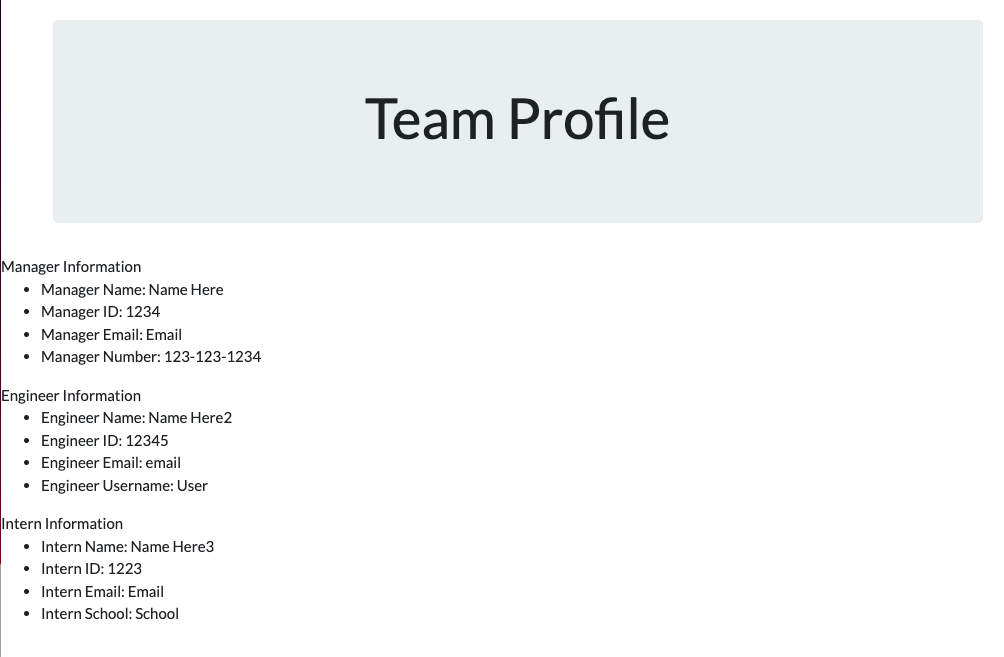 Team Profile
Manager Information
Manager Name: Name Here
Manager ID: 1234
Manager Email: Email
Manager Number: 123-123-1234
Engineer Information
Engineer Name: Name Here2
Engineer ID: 12345
Engineer Email: email
Engineer Username: User
Intern Information
Intern Name: Name Here3
Intern ID: 1223
Intern Email: Email
Intern School: School